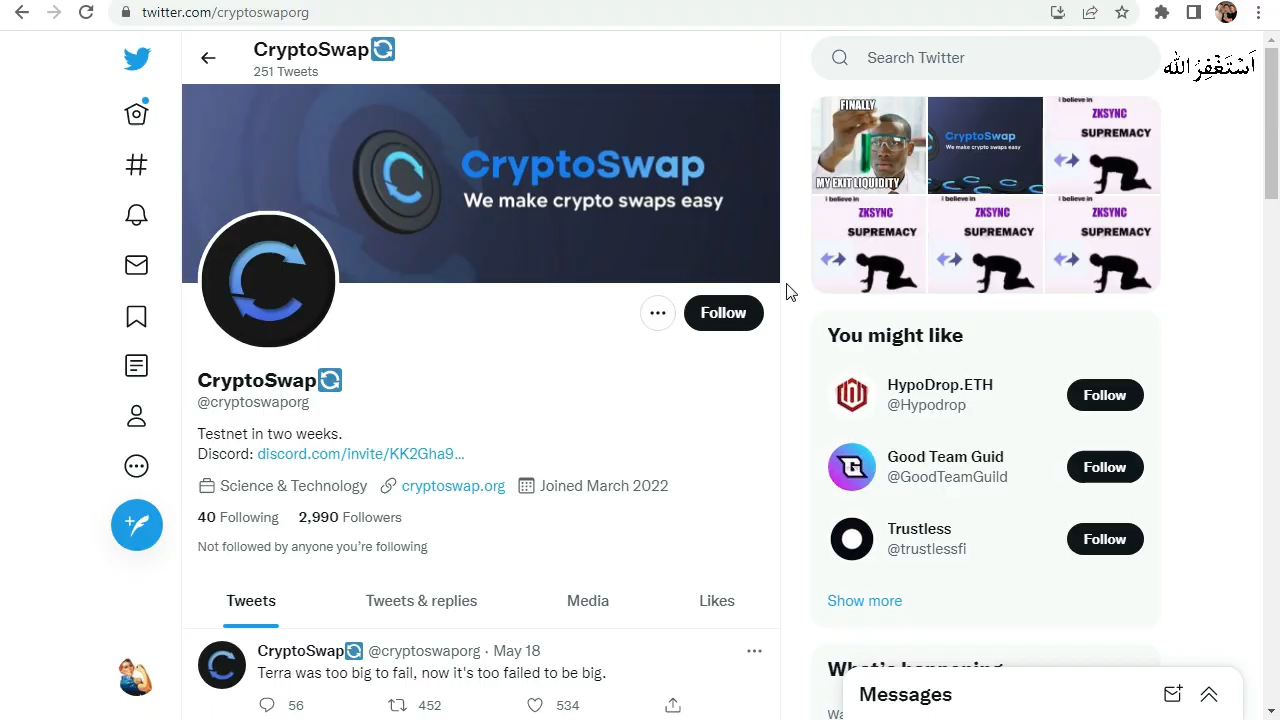 twitter.com/cryptoswaporg
CryptoSwap
251 Tweets
Search Twitter
اَسْتَغْفِرُ اللّٰه
CryptoSwap
We make crypto swaps easy
FINALLY
MY EXIT LIQUIDITY
CryptoSwap
We make crypto swaps easy
I believe in
ZKSYNC
SUPREMACY
I believe in
ZKSYNC
SUPREMACY
I believe in
ZKSYNC
SUPREMACY
I believe in
ZKSYNC
SUPREMACY
Follow
You might like
HypoDrop.ETH
@Hypodrop
Follow
CryptoSwap
@cryptoswaporg
Testnet in two weeks.
Discord: discord.com/invite/KK2Gha9...
Good Team Guid
@GoodTeamGuild
Follow
Science & Technology cryptoswap.org Joined March 2022
40 Following 2,990 Followers
Not followed by anyone you're following
Trustless
@trustlessfi
Follow
Show more
Tweets Tweets & replies Media Likes
CryptoSwap @cryptoswaporg · May 18
Terra was too big to fail, now it's too failed to be big.
56 452 534
What's happening
Messages